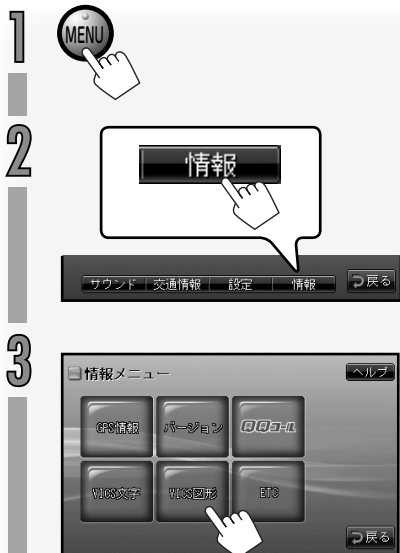 1
MENU
2
情報
サウンド 交通情報 設定 情報 戻る
3
情報メニュー ヘルプ
GPS情報 バージョン QQコール
VICS文字 VICS図形 ETC
戻る